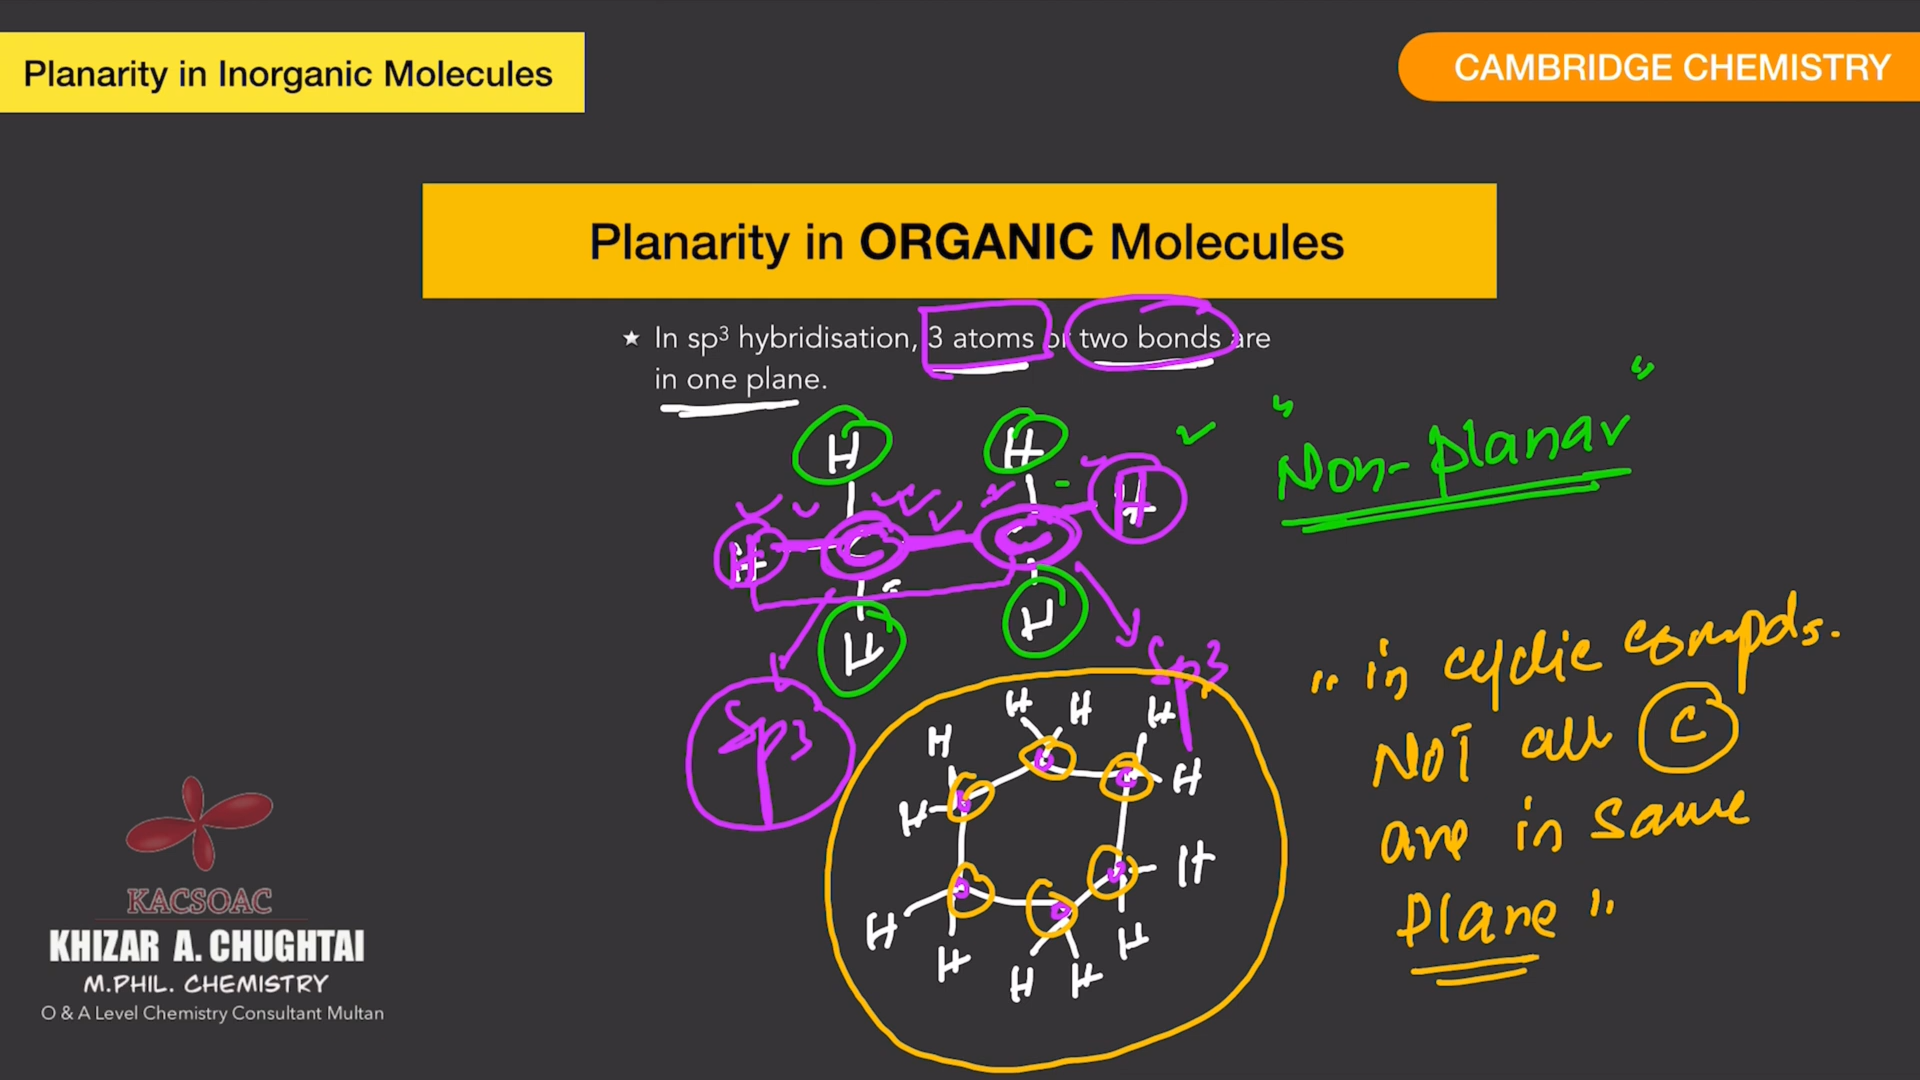 Planarity in Inorganic Molecules
CAMBRIDGE CHEMISTRY
Planarity in ORGANIC Molecules
★ In sp³ hybridisation, 3 atoms or two bonds are
in one plane.
"Non-planar"
H H
H C C H
H H
sp3 sp3
"in cyclic compds.
NOT all C
are in same
plane"
H H H
H
H H
H
H H
H H H
KACSOAC
KHIZAR A. CHUGHTAI
M.PHIL. CHEMISTRY
O & A Level Chemistry Consultant Multan